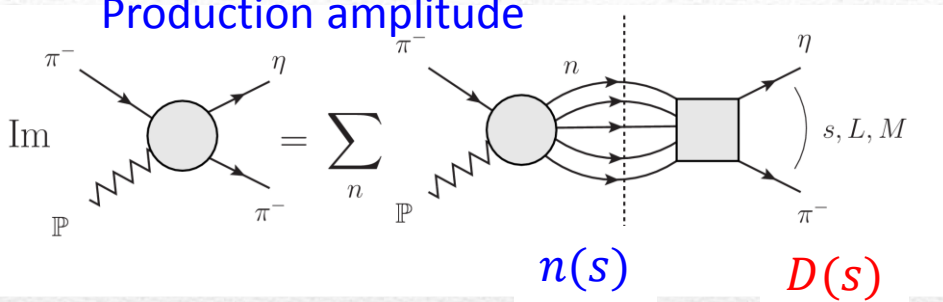 Production amplitude
π⁻ η π⁻ n η
Im = ∑ s, L, M
n
ℙ π⁻ ℙ π⁻
n(s) D(s)